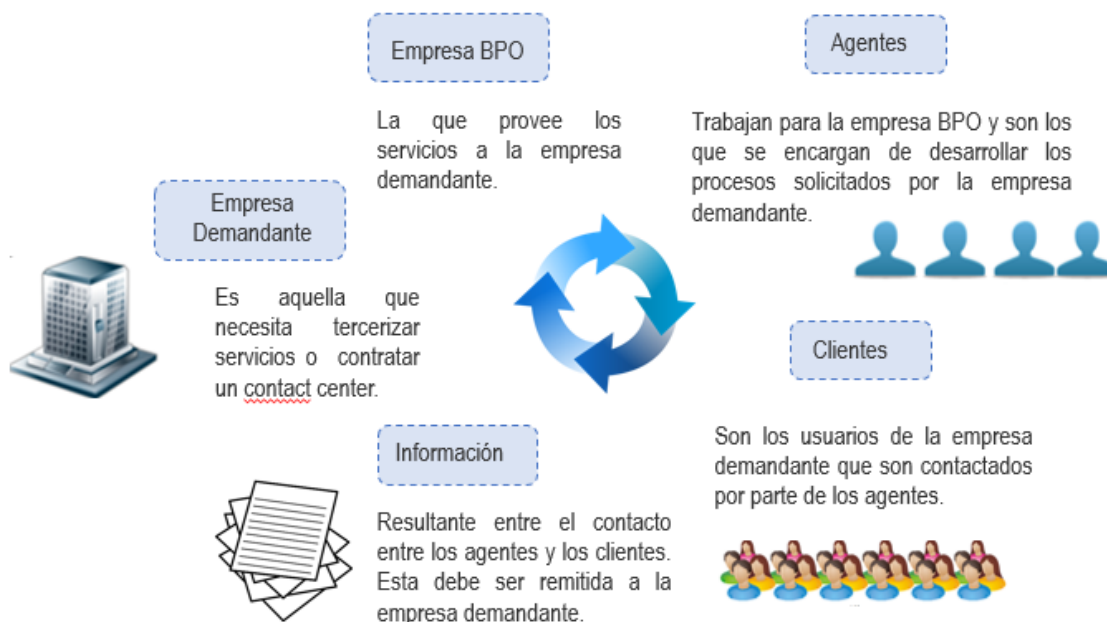 Empresa BPO
La que provee los
servicios a la empresa
demandante.
Agentes
Trabajan para la empresa BPO y son los
que se encargan de desarrollar los
procesos solicitados por la empresa
demandante.
Empresa
Demandante
Es aquella que
necesita tercerizar
servicios o contratar
un contact center.
Clientes
Son los usuarios de la empresa
demandante que son contactados
por parte de los agentes.
Información
Resultante entre el contacto
entre los agentes y los clientes.
Esta debe ser remitida a la
empresa demandante.